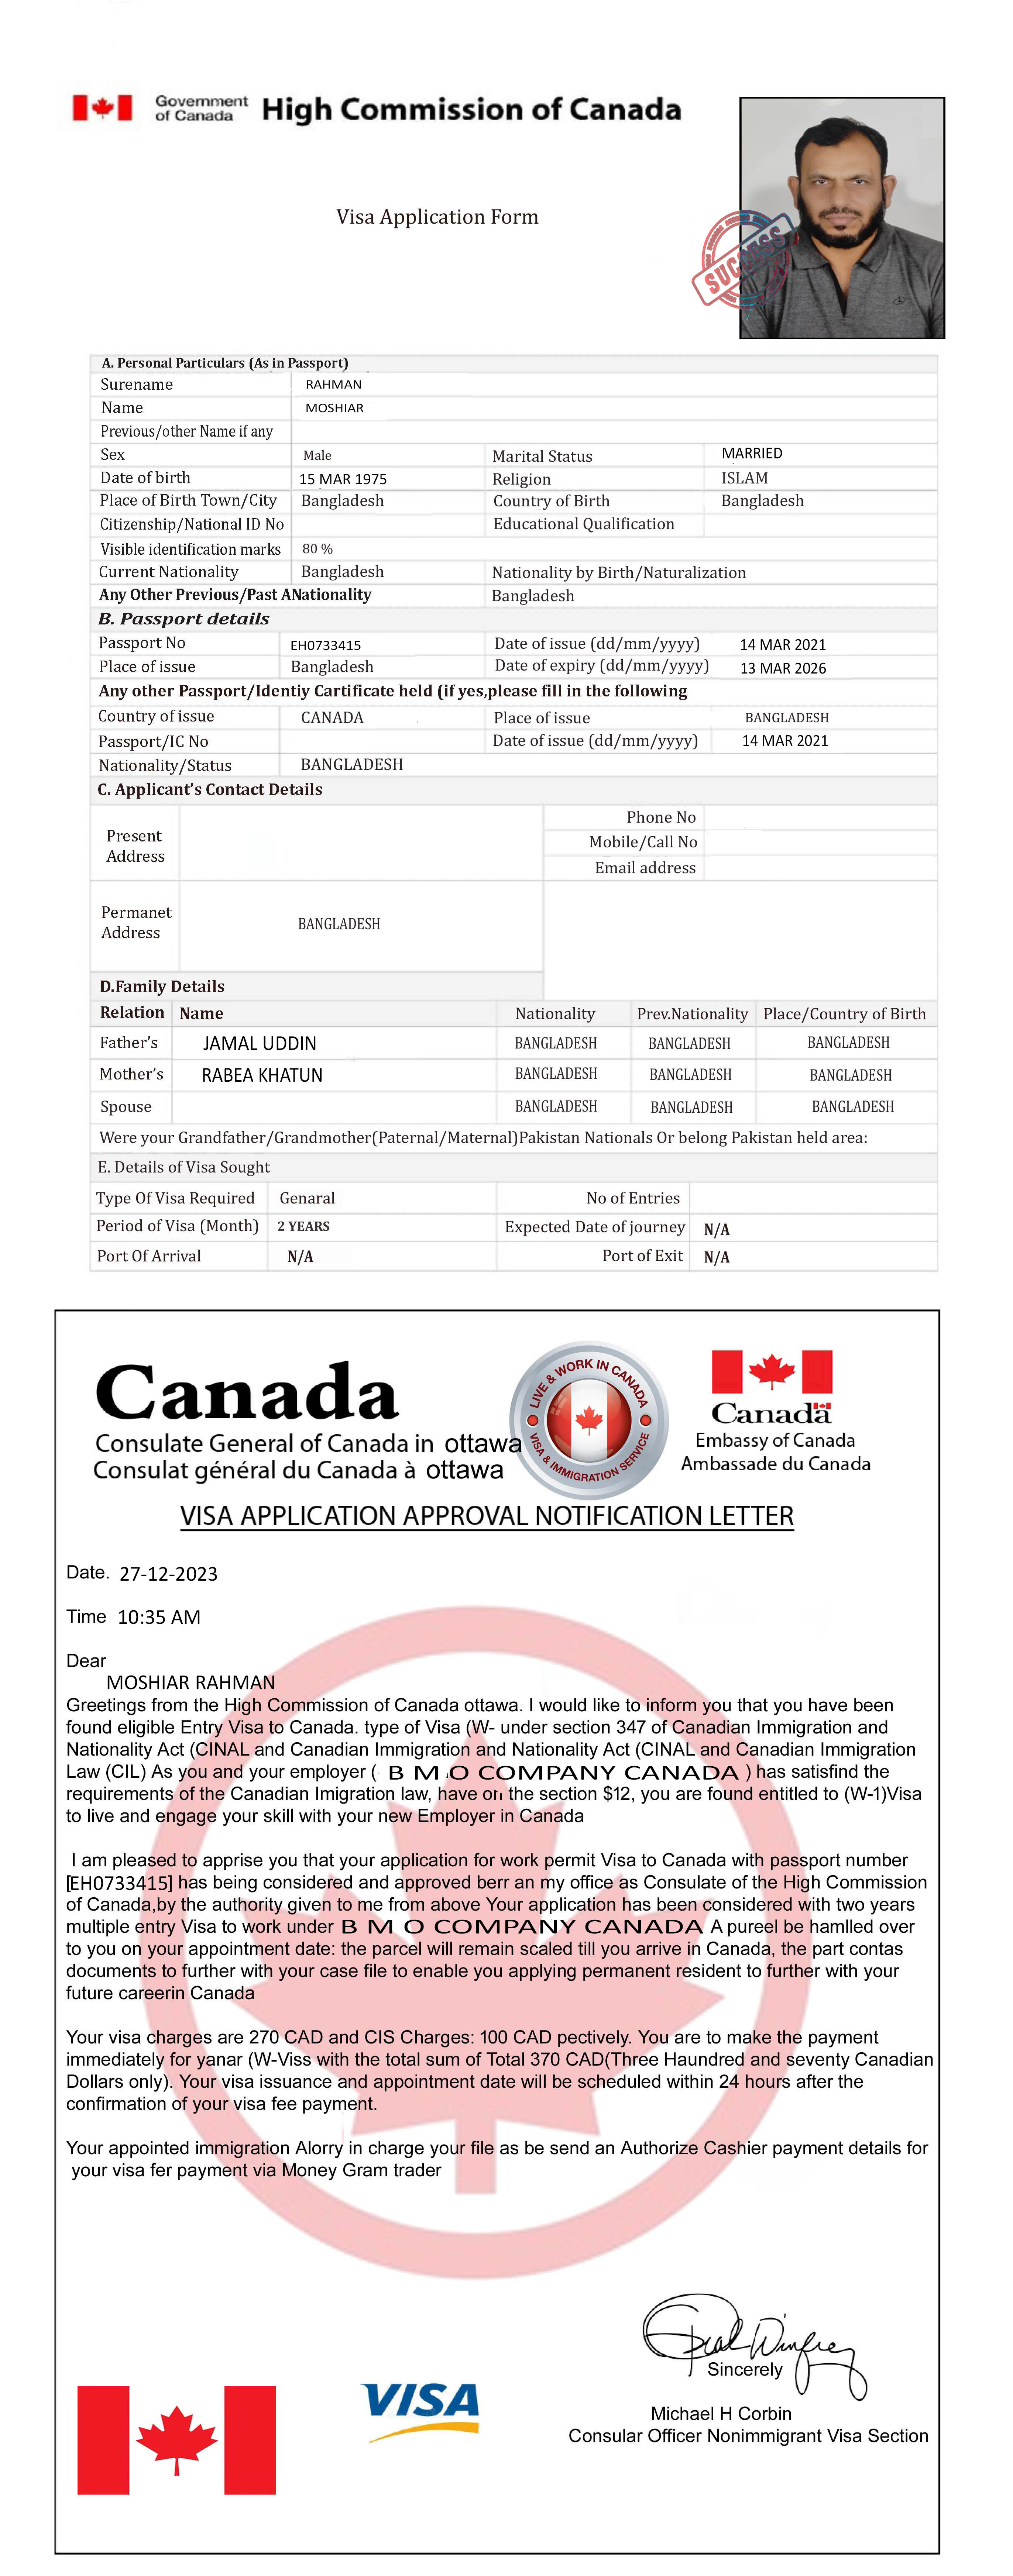 Government
of Canada
High Commission of Canada
Visa Application Form
SUCCESS
A. Personal Particulars (As in Passport)
Surename RAHMAN
Name MOSHIAR
Previous/other Name if any
Sex Male Marital Status MARRIED
Date of birth 15 MAR 1975 Religion ISLAM
Place of Birth Town/City Bangladesh Country of Birth Bangladesh
Citizenship/National ID No Educational Qualification
Visible identification marks 80 %
Current Nationality Bangladesh Nationality by Birth/Naturalization
Any Other Previous/Past ANationality Bangladesh
B. Passport details
Passport No EH0733415 Date of issue (dd/mm/yyyy) 14 MAR 2021
Place of issue Bangladesh Date of expiry (dd/mm/yyyy) 13 MAR 2026
Any other Passport/Identiy Cartificate held (if yes,please fill in the following
Country of issue CANADA Place of issue BANGLADESH
Passport/IC No Date of issue (dd/mm/yyyy) 14 MAR 2021
Nationality/Status BANGLADESH
C. Applicant's Contact Details
Present
Address
Phone No
Mobile/Call No
Email address
Permanet
Address
BANGLADESH
D.Family Details
Relation Name Nationality Prev.Nationality Place/Country of Birth
Father's JAMAL UDDIN BANGLADESH BANGLADESH BANGLADESH
Mother's RABEA KHATUN BANGLADESH BANGLADESH BANGLADESH
Spouse BANGLADESH BANGLADESH BANGLADESH
Were your Grandfather/Grandmother(Paternal/Maternal)Pakistan Nationals Or belong Pakistan held area:
E. Details of Visa Sought
Type Of Visa Required Genaral No of Entries
Period of Visa (Month) 2 YEARS Expected Date of journey N/A
Port Of Arrival N/A Port of Exit N/A
Canada
Consulate General of Canada in ottawa
Consulat général du Canada à ottawa
LIVE & WORK IN CANADA
VISA & IMMIGRATION SERVICE
Canada
Embassy of Canada
Ambassade du Canada
VISA APPLICATION APPROVAL NOTIFICATION LETTER
Date. 27-12-2023
Time 10:35 AM
Dear
MOSHIAR RAHMAN
Greetings from the High Commission of Canada ottawa. I would like to inform you that you have been
found eligible Entry Visa to Canada. type of Visa (W- under section 347 of Canadian Immigration and
Nationality Act (CINAL and Canadian Immigration and Nationality Act (CINAL and Canadian Immigration
Law (CIL) As you and your employer ( B M O COMPANY CANADA ) has satisfind the
requirements of the Canadian Imigration law, have on the section $12, you are found entitled to (W-1)Visa
to live and engage your skill with your new Employer in Canada
I am pleased to apprise you that your application for work permit Visa to Canada with passport number
[EH0733415] has being considered and approved berr an my office as Consulate of the High Commission
of Canada,by the authority given to me from above Your application has been considered with two years
multiple entry Visa to work under B M O COMPANY CANADA A pureel be hamlled over
to you on your appointment date: the parcel will remain scaled till you arrive in Canada, the part contas
documents to further with your case file to enable you applying permanent resident to further with your
future careerin Canada
Your visa charges are 270 CAD and CIS Charges: 100 CAD pectively. You are to make the payment
immediately for yanar (W-Viss with the total sum of Total 370 CAD(Three Haundred and seventy Canadian
Dollars only). Your visa issuance and appointment date will be scheduled within 24 hours after the
confirmation of your visa fee payment.
Your appointed immigration Alorry in charge your file as be send an Authorize Cashier payment details for
your visa fer payment via Money Gram trader
Sincerely
VISA
Michael H Corbin
Consular Officer Nonimmigrant Visa Section